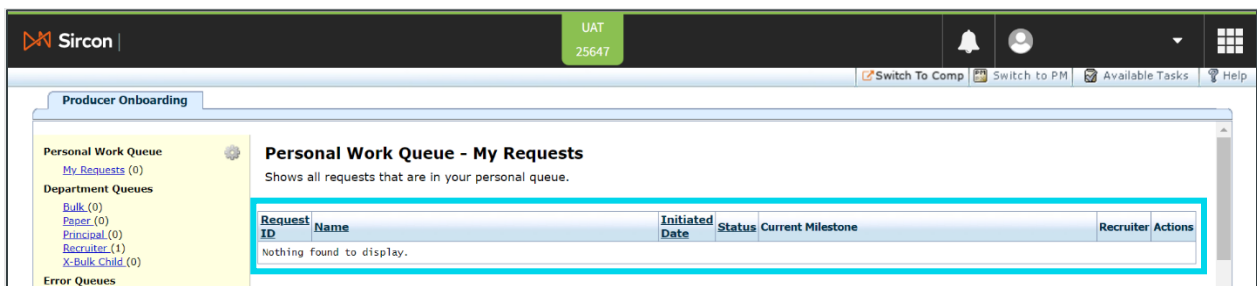 Sircon |
UAT
25647
Switch To Comp
Switch to PM
Available Tasks
Help
Producer Onboarding
Personal Work Queue
My Requests (0)
Department Queues
Bulk (0)
Paper (0)
Principal (0)
Recruiter (1)
X-Bulk Child (0)
Error Queues
Personal Work Queue - My Requests
Shows all requests that are in your personal queue.
Request ID Name Initiated Date Status Current Milestone Recruiter Actions
Nothing found to display.